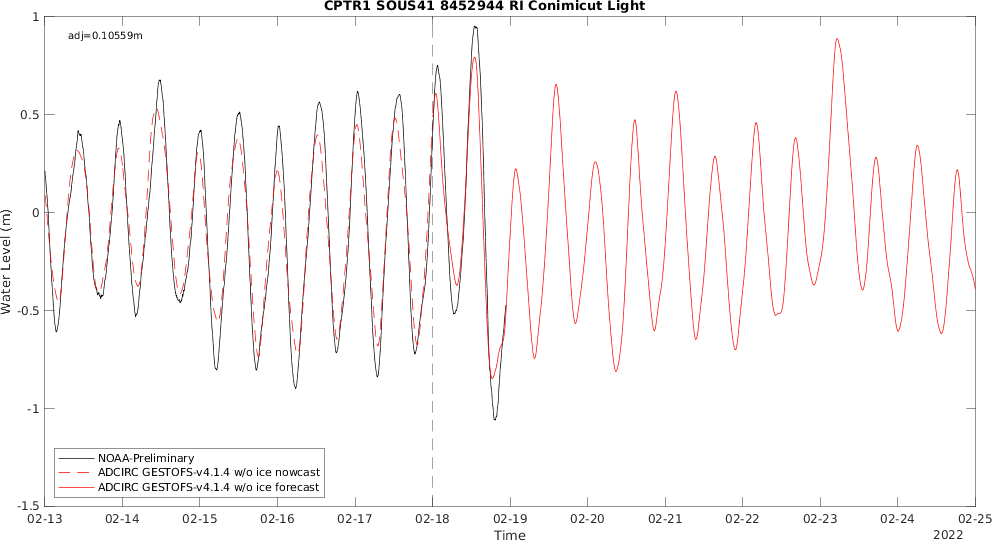 CPTR1 SOUS41 8452944 RI Conimicut Light
adj=0.10559m
1
0.5
0
-0.5
-1
-1.5
Water Level (m)
NOAA-Preliminary
ADCIRC GESTOFS-v4.1.4 w/o ice nowcast
ADCIRC GESTOFS-v4.1.4 w/o ice forecast
02-13 02-14 02-15 02-16 02-17 02-18 02-19 02-20 02-21 02-22 02-23 02-24 02-25
Time
2022